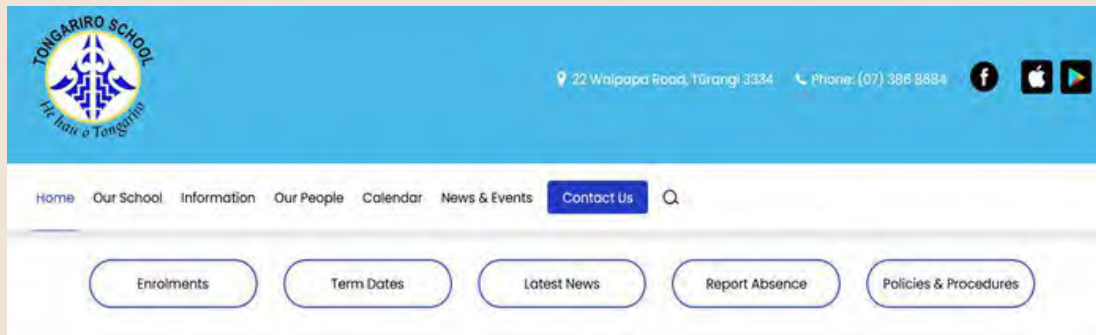 TONGARIRO SCHOOL
He hau o Tongariro
22 Waipapa Road, Tūrangi 3334 Phone: (07) 386 8684
Home Our School Information Our People Calendar News & Events Contact Us
Enrolments Term Dates Latest News Report Absence Policies & Procedures